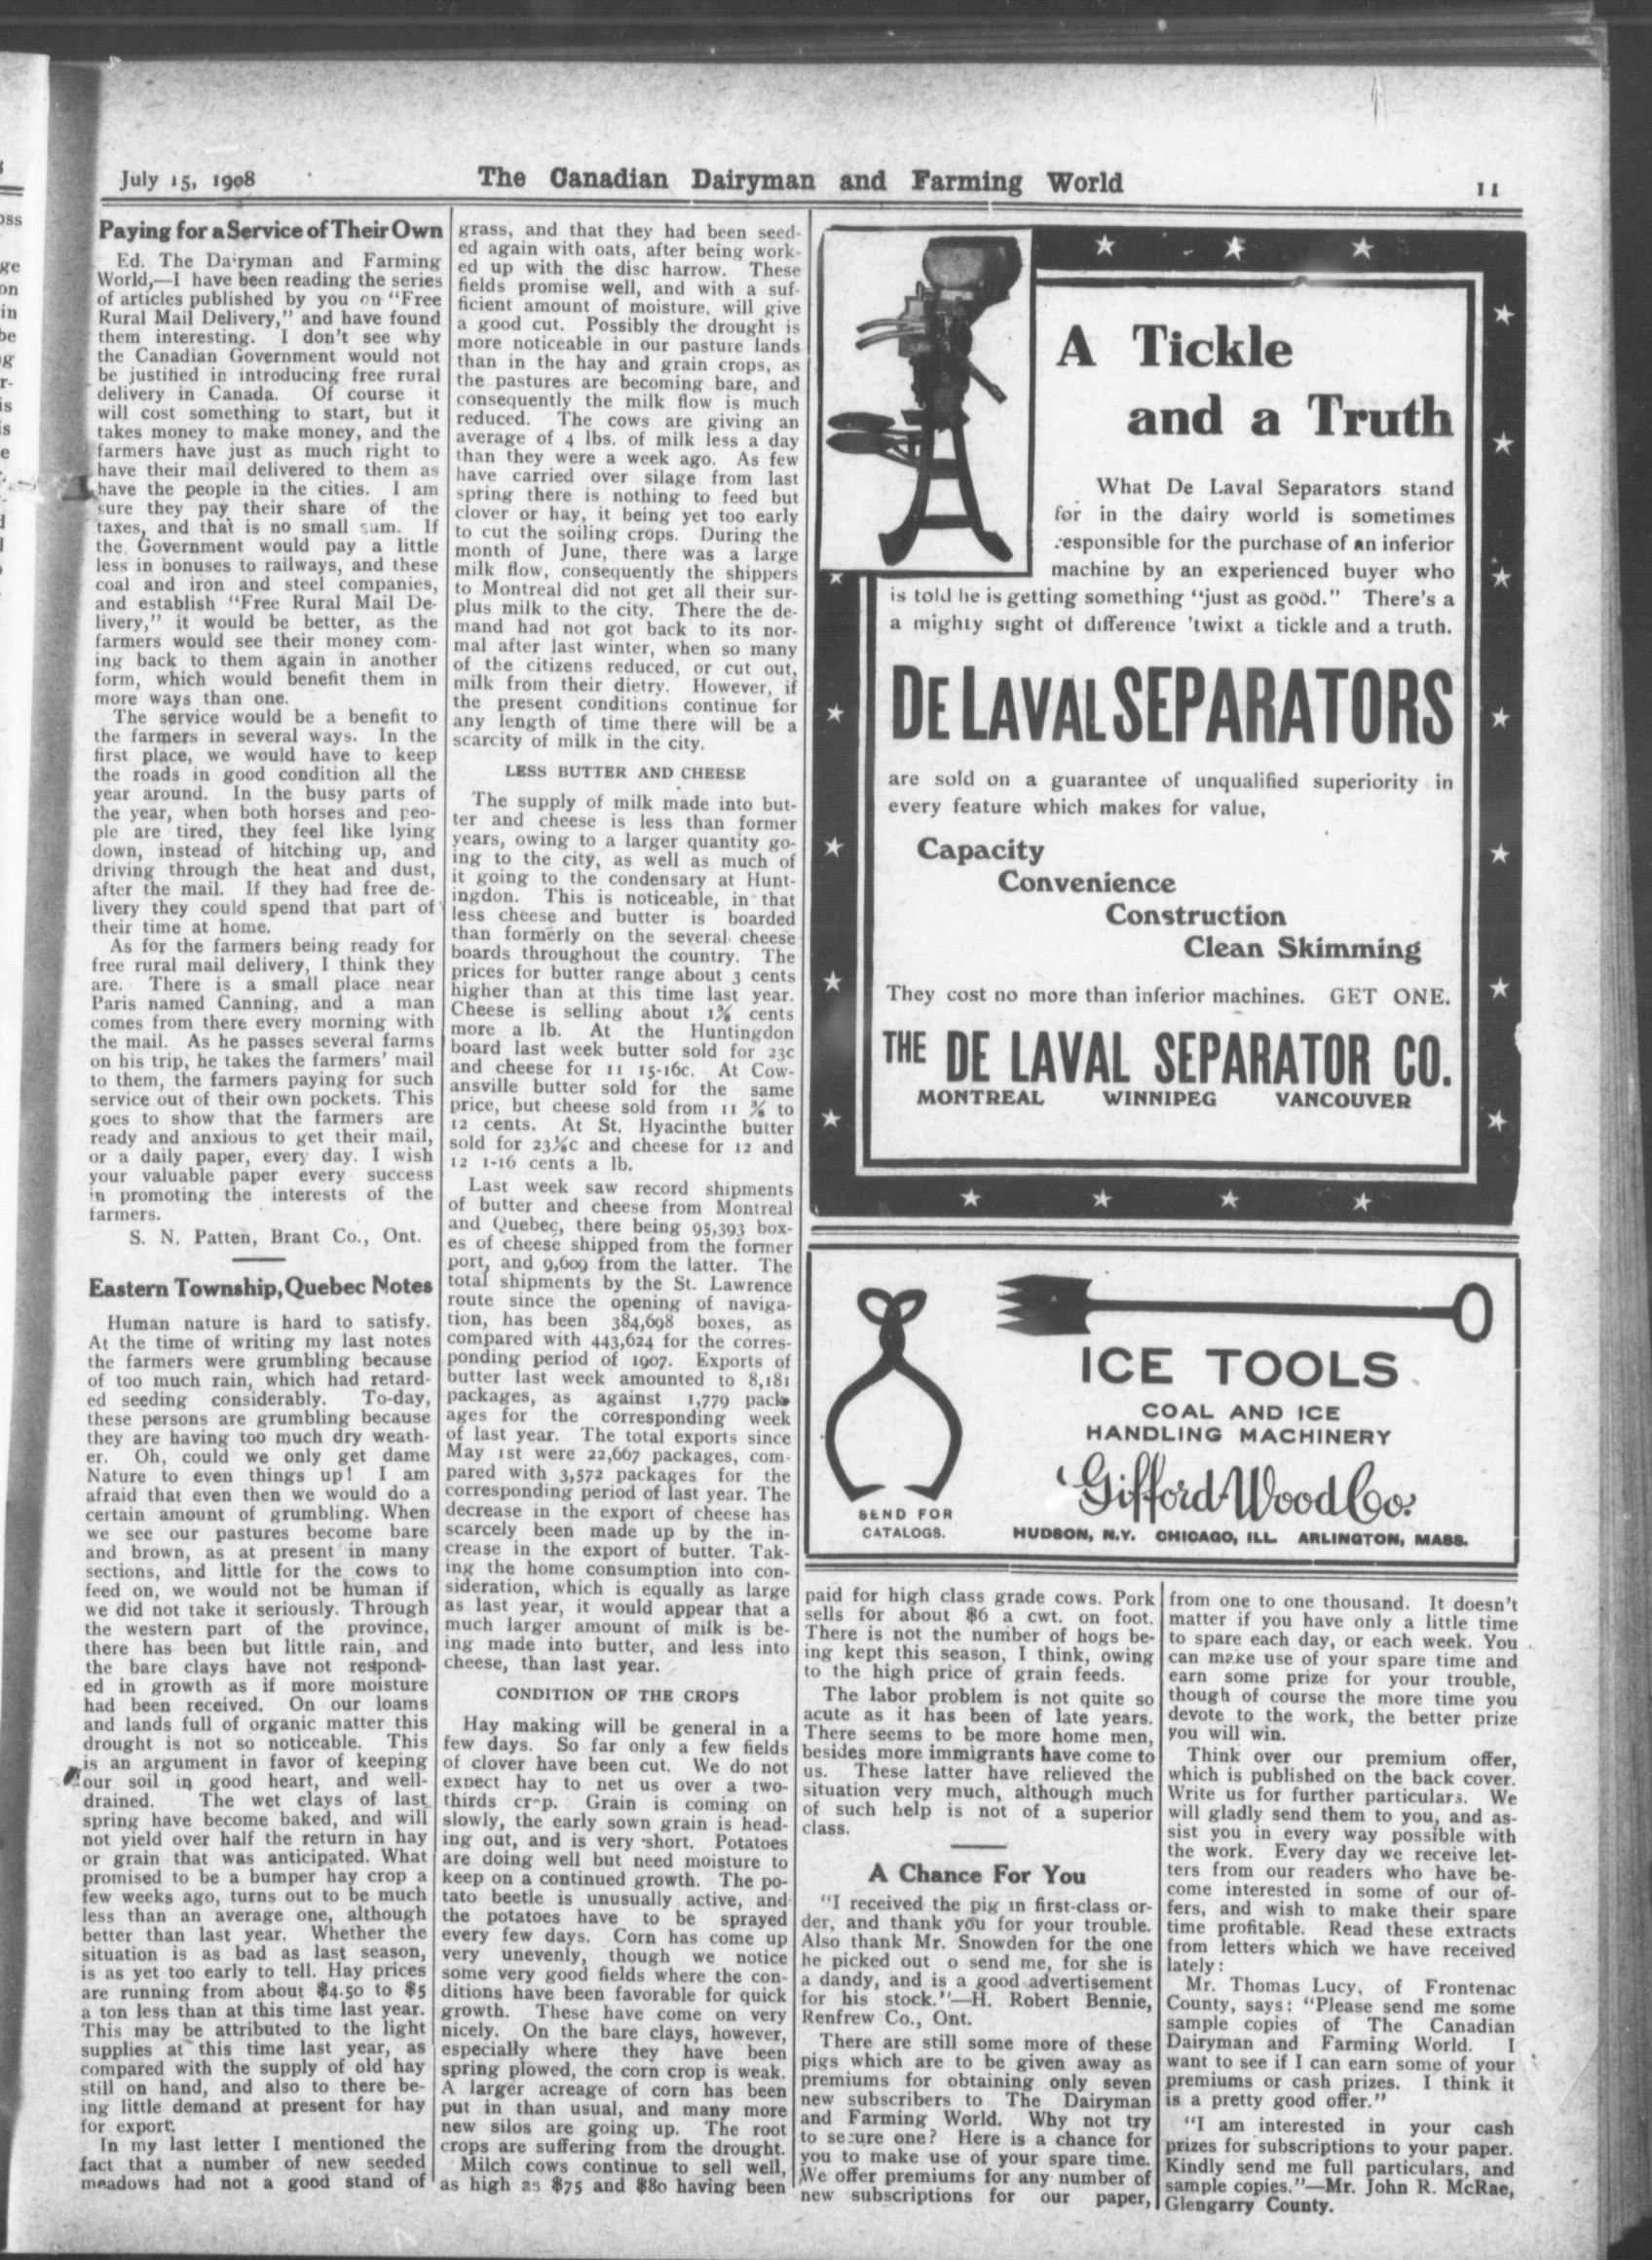 July 15, 1908
The Canadian Dairyman and Farming World
11
Paying for a Service of Their Own
Ed. The Dairyman and Farming
World,—I have been reading the series
of articles published by you on "Free
Rural Mail Delivery," and have found
them interesting. I don't see why
the Canadian Government would not
be justified in introducing free rural
delivery in Canada. Of course it
will cost something to start, but it
takes money to make money, and the
farmers have just as much right to
have their mail delivered to them as
have the people in the cities. I am
sure they pay their share of the
taxes, and that is no small sum. If
the Government would pay a little
less in bonuses to railways, and these
coal and iron and steel companies,
and establish "Free Rural Mail De-
livery," it would be better, as the
farmers would see their money com-
ing back to them again in another
form, which would benefit them in
more ways than one.
The service would be a benefit to
the farmers in several ways. In the
first place, we would have to keep
the roads in good condition all the
year around. In the busy parts of
the year, when both horses and peo-
ple are tired, they feel like lying
down, instead of hitching up, and
driving through the heat and dust,
after the mail. If they had free de-
livery they could spend that part of
their time at home.
As for the farmers being ready for
free rural mail delivery, I think they
are. There is a small place near
Paris named Canning, and a man
comes from there every morning with
the mail. As he passes several farms
on his trip, he takes the farmers' mail
to them, the farmers paying for such
service out of their own pockets. This
goes to show that the farmers are
ready and anxious to get their mail,
or a daily paper, every day. I wish
your valuable paper every success
in promoting the interests of the
farmers.
S. N. Patten, Brant Co., Ont.
Eastern Township, Quebec Notes
Human nature is hard to satisfy.
At the time of writing my last notes
the farmers were grumbling because
of too much rain, which had retard-
ed seeding considerably. To-day,
these persons are grumbling because
they are having too much dry weath-
er. Oh, could we only get dame
Nature to even things up! I am
afraid that even then we would do a
certain amount of grumbling. When
we see our pastures become bare
and brown, as at present in many
sections, and little for the cows to
feed on, we would not be human if
we did not take it seriously. Through
the western part of the province,
there has been but little rain, and
the bare clays have not respond-
ed in growth as if more moisture
had been received. On our loams
and lands full of organic matter this
drought is not so noticeable. This
is an argument in favor of keeping
our soil in good heart, and well-
drained. The wet clays of last
spring have become baked, and will
not yield over half the return in hay
or grain that was anticipated. What
promised to be a bumper hay crop a
few weeks ago, turns out to be much
less than an average one, although
better than last year. Whether the
situation is as bad as last season,
is as yet too early to tell. Hay prices
are running from about $4.50 to $5
a ton less than at this time last year.
This may be attributed to the light
supplies at this time last year, as
compared with the supply of old hay
still on hand, and also to there be-
ing little demand at present for hay
for export.
In my last letter I mentioned the
fact that a number of new seeded
meadows had not a good stand of
grass, and that they had been seed-
ed again with oats, after being work-
ed up with the disc harrow. These
fields promise well, and with a suf-
ficient amount of moisture, will give
a good cut. Possibly the drought is
more noticeable in our pasture lands
than in the hay and grain crops, as
the pastures are becoming bare, and
consequently the milk flow is much
reduced. The cows are giving an
average of 4 lbs. of milk less a day
than they were a week ago. As few
have carried over silage from last
spring there is nothing to feed but
clover or hay, it being yet too early
to cut the soiling crops. During the
month of June, there was a large
milk flow, consequently the shippers
to Montreal did not get all their sur-
plus milk to the city. There the de-
mand had not got back to its nor-
mal after last winter, when so many
of the citizens reduced, or cut out,
milk from their dietry. However, if
the present conditions continue for
any length of time there will be a
scarcity of milk in the city.
LESS BUTTER AND CHEESE
The supply of milk made into but-
ter and cheese is less than former
years, owing to a larger quantity go-
ing to the city, as well as much of
it going to the condensary at Hunt-
ingdon. This is noticeable, in that
less cheese and butter is boarded
than formerly on the several cheese
boards throughout the country. The
prices for butter range about 3 cents
higher than at this time last year.
Cheese is selling about cents
more a lb. At the Huntingdon
board last week butter sold for 23c
and cheese for 11 15-16c. At Cow-
ansville butter sold for the same
price, but cheese sold from 11 to
12 cents. At St. Hyacinthe butter
sold for and cheese for 12 and
12 1-16 cents a lb.
Last week saw record shipments
of butter and cheese from Montreal
and Quebec, there being 95,393 box-
es of cheese shipped from the former
port, and 9,609 from the latter. The
total shipments by the St. Lawrence
route since the opening of naviga-
tion, has been 384,698 boxes, as
compared with 443,624 for the corres-
ponding period of 1907. Exports of
butter last week amounted to 8,181
packages, as against 1,779 pack-
ages for the corresponding week
of last year. The total exports since
May 1st were 22,667 packages, com-
pared with 3,572 packages for the
corresponding period of last year. The
decrease in the export of cheese has
scarcely been made up by the in-
crease in the export of butter. Tak-
ing the home consumption into con-
sideration, which is equally as large
as last year, it would appear that a
much larger amount of milk is be-
ing made into butter, and less into
cheese, than last year.
CONDITION OF THE CROPS
Hay making will be general in a
few days. So far only a few fields
of clover have been cut. We do not
expect hay to net us over a two-
thirds crop. Grain is coming on
slowly, the early sown grain is head-
ing out, and is very short. Potatoes
are doing well but need moisture to
keep on a continued growth. The po-
tato beetle is unusually active, and
the potatoes have to be sprayed
every few days. Corn has come up
very unevenly, though we notice
some very good fields where the con-
ditions have been favorable for quick
growth. These have come on very
nicely. On the bare clays, however,
especially where they have been
spring plowed, the corn crop is weak.
A larger acreage of corn has been
put in than usual, and many more
new silos are going up. The root
crops are suffering from the drought.
Milch cows continue to sell well,
as high as $75 and $80 having been
A Tickle
and a Truth
What De Laval Separators stand
for in the dairy world is sometimes
responsible for the purchase of an inferior
machine by an experienced buyer who
is told he is getting something "just as good." There's a
a mighty sight of difference 'twixt a tickle and a truth.
DE LAVAL SEPARATORS
are sold on a guarantee of unqualified superiority in
every feature which makes for value,
Capacity
Convenience
Construction
Clean Skimming
They cost no more than inferior machines. GET ONE.
THE DE LAVAL SEPARATOR CO.
MONTREAL WINNIPEG VANCOUVER
ICE TOOLS
COAL AND ICE
HANDLING MACHINERY
Gifford-Wood Co.
SEND FOR
CATALOGS.
HUDSON, N.Y. CHICAGO, ILL. ARLINGTON, MASS.
paid for high class grade cows. Pork
sells for about $6 a cwt. on foot.
There is not the number of hogs be-
ing kept this season, I think, owing
to the high price of grain feeds.
The labor problem is not quite so
acute as it has been of late years.
There seems to be more home men,
besides more immigrants have come to
us. These latter have relieved the
situation very much, although much
of such help is not of a superior
class.
A Chance For You
"I received the pig in first-class or-
der, and thank you for your trouble.
Also thank Mr. Snowden for the one
he picked out o send me, for she is
a dandy, and is a good advertisement
for his stock."—H. Robert Bennie,
Renfrew Co., Ont.
There are still some more of these
pigs which are to be given away as
premiums for obtaining only seven
new subscribers to The Dairyman
and Farming World. Why not try
to secure one? Here is a chance for
you to make use of your spare time.
We offer premiums for any number of
new subscriptions for our paper,
from one to one thousand. It doesn't
matter if you have only a little time
to spare each day, or each week. You
can make use of your spare time and
earn some prize for your trouble,
though of course the more time you
devote to the work, the better prize
you will win.
Think over our premium offer,
which is published on the back cover.
Write us for further particulars. We
will gladly send them to you, and as-
sist you in every way possible with
the work. Every day we receive let-
ters from our readers who have be-
come interested in some of our of-
fers, and wish to make their spare
time profitable. Read these extracts
from letters which we have received
lately:
Mr. Thomas Lucy, of Frontenac
County, says: "Please send me some
sample copies of The Canadian
Dairyman and Farming World. I
want to see if I can earn some of your
premiums or cash prizes. I think it
is a pretty good offer."
"I am interested in your cash
prizes for subscriptions to your paper.
Kindly send me full particulars, and
sample copies."—Mr. John R. McRae,
Glengarry County.